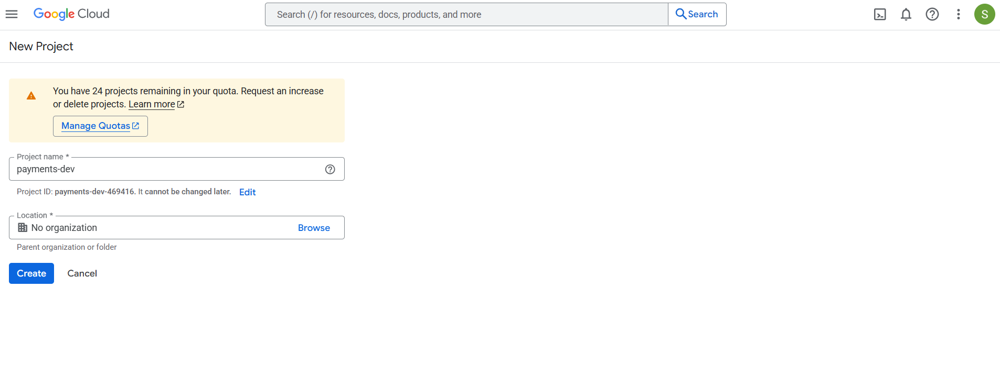 Google Cloud
Search (/) for resources, docs, products, and more
Search
S
New Project
You have 24 projects remaining in your quota. Request an increase
or delete projects. Learn more
Manage Quotas
Project name *
payments-dev
Project ID: payments-dev-469416. It cannot be changed later. Edit
Location *
No organization
Browse
Parent organization or folder
Create
Cancel